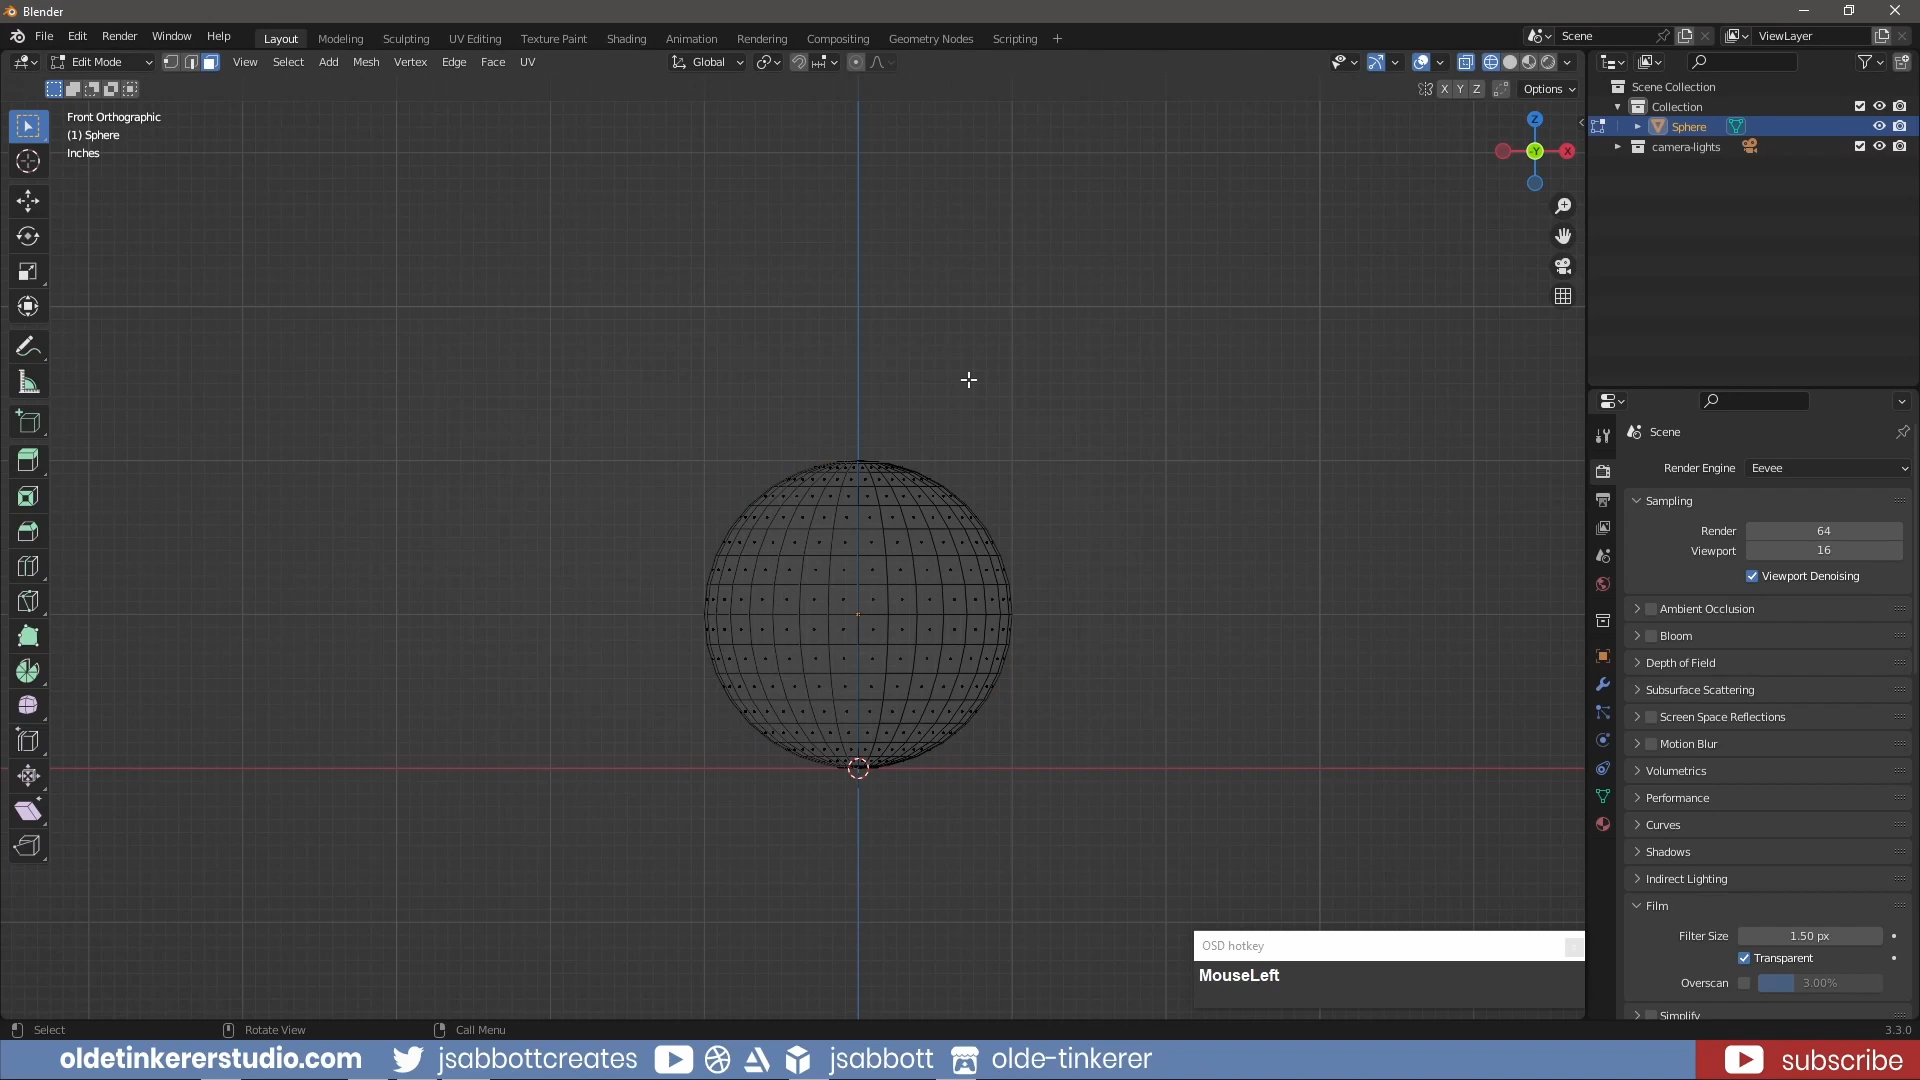 Blender
File Edit Render Window Help
Layout Modeling Sculpting UV Editing Texture Paint Shading Animation Rendering Compositing Geometry Nodes Scripting +
Scene
ViewLayer
Edit Mode
View Select Add Mesh Vertex Edge Face UV
Global
X Y Z
Options
Front Orthographic
(1) Sphere
Inches
Z
-Y
X
Scene Collection
Collection
Sphere
camera-lights
Scene
Render Engine Eevee
Sampling
Render 64
Viewport 16
Viewport Denoising
Ambient Occlusion
Bloom
Depth of Field
Subsurface Scattering
Screen Space Reflections
Motion Blur
Volumetrics
Performance
Curves
Shadows
Indirect Lighting
Film
Filter Size 1.50 px
Transparent
Overscan 3.00%
Simplify
OSD hotkey
MouseLeft
Select
Rotate View
Call Menu
3.3.0
oldetinkererstudio.com jsabbottcreates jsabbott olde-tinkerer subscribe